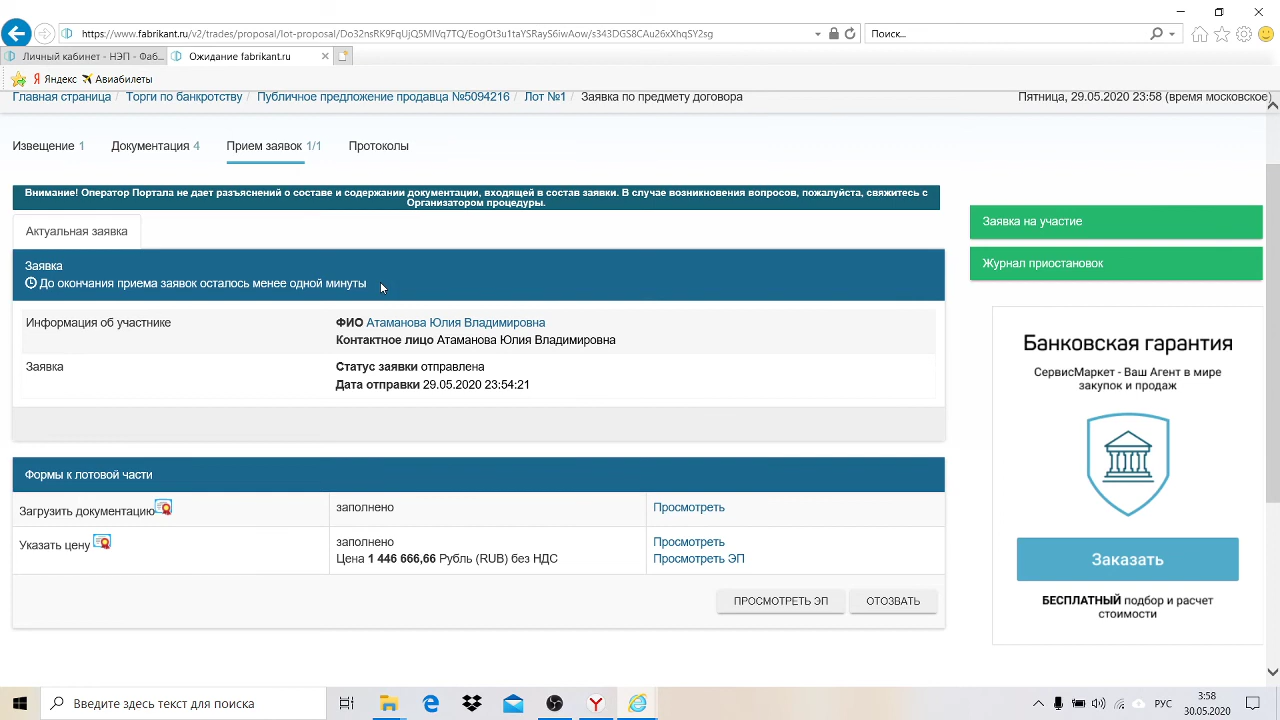 https://www.fabrikant.ru/v2/trades/proposal/lot-proposal/Do32nsRK9FqUjQ5MIVq7TQ/EogOt3u1taYSRayS6iwAow/s343DGS8CAu26xXhqSY2sg
Поиск...
Личный кабинет - НЭП - Фаб...
Ожидание fabrikant.ru
Яндекс
Авиабилеты
Главная страница / Торги по банкротству / Публичное предложение продавца №5094216 / Лот №1 / Заявка по предмету договора
Пятница, 29.05.2020 23:58 (время московское)
Извещение 1
Документация 4
Прием заявок 1/1
Протоколы
Внимание! Оператор Портала не дает разъяснений о составе и содержании документации, входящей в состав заявки. В случае возникновения вопросов, пожалуйста, свяжитесь с
Организатором процедуры.
Актуальная заявка
Заявка
До окончания приема заявок осталось менее одной минуты
Информация об участнике
ФИО Атаманова Юлия Владимировна
Контактное лицо Атаманова Юлия Владимировна
Заявка
Статус заявки отправлена
Дата отправки 29.05.2020 23:54:21
Формы к лотовой части
Загрузить документацию
заполнено
Просмотреть
Указать цену
заполнено
Цена 1 446 666,66 Рубль (RUB) без НДС
Просмотреть
Просмотреть ЭП
ПРОСМОТРЕТЬ ЭП
ОТОЗВАТЬ
Заявка на участие
Журнал приостановок
Банковская гарантия
СервисМаркет - Ваш Агент в мире
закупок и продаж
Заказать
БЕСПЛАТНЫЙ подбор и расчет
стоимости
Введите здесь текст для поиска
РУС
3:58
30.05.2020